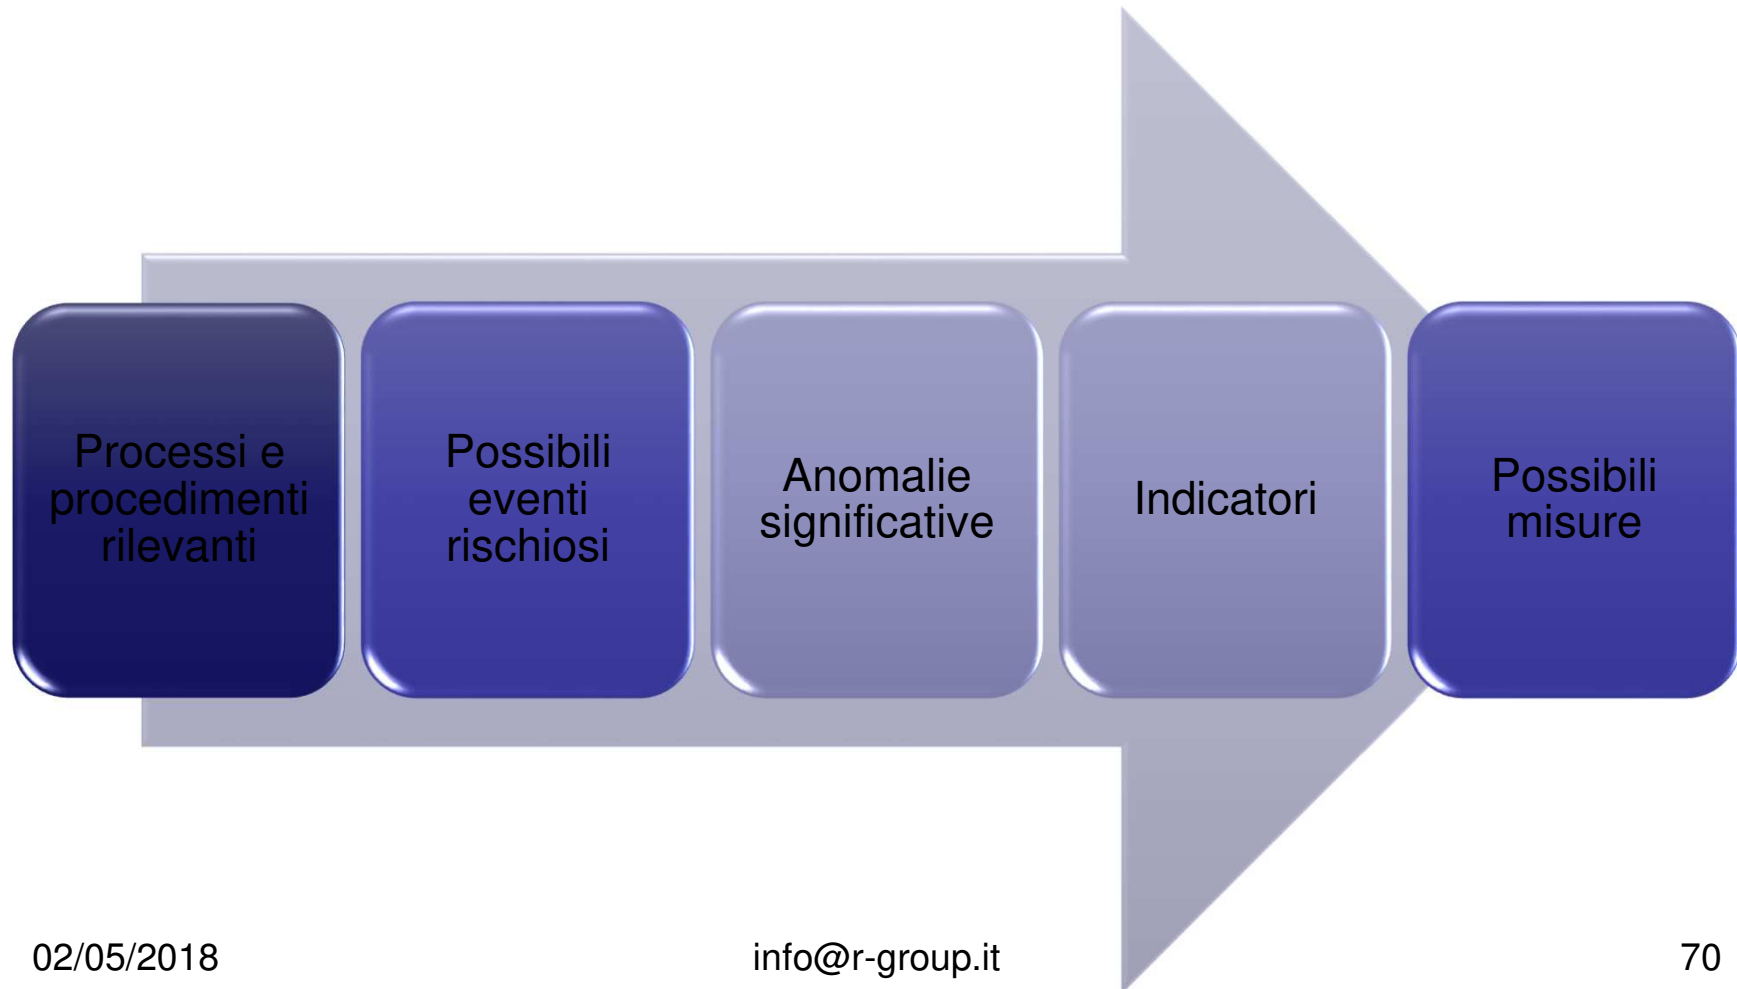 Processi e
procedimenti
rilevanti
Possibili
eventi
rischiosi
Anomalie
significative
Indicatori
Possibili
misure
02/05/2018
info@r-group.it
70